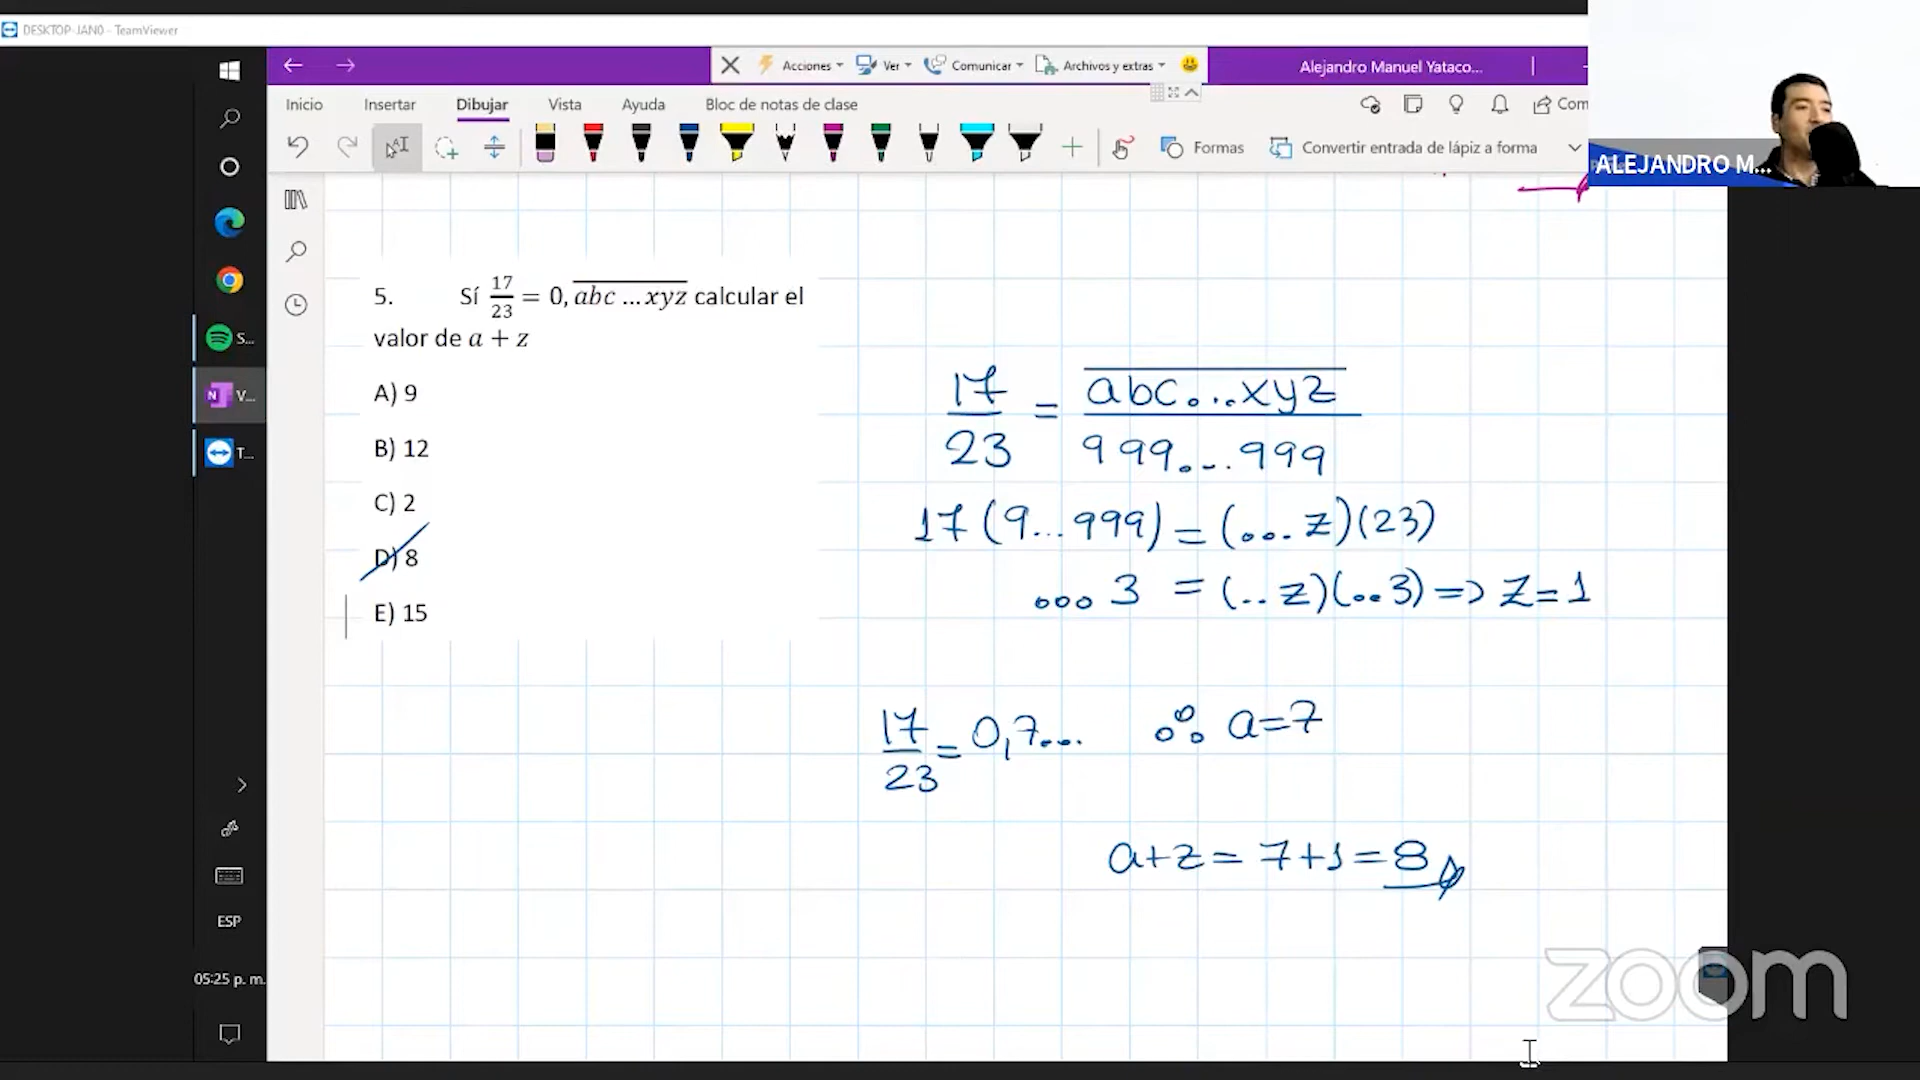 DESKTOP-JAN0 - TeamViewer
Acciones
Ver
Comunicar
Archivos y extras
Alejandro Manuel Yataco...
Inicio
Insertar
Dibujar
Vista
Ayuda
Bloc de notas de clase
Com
Formas
Convertir entrada de lápiz a forma
ALEJANDRO M...
S...
V...
T...
ESP
05:25 p. m.
5. Sí 17/23 = 0, abc ... xyz calcular el
valor de a + z
A) 9
B) 12
C) 2
D) 8
E) 15
17/23 = abc...xyz/999...999
17(9...999) = (...z)(23)
...3 = (..z)(..3) => z=1
17/23 = 0,7... ∴ a=7
a+z = 7+1 = 8
zoom